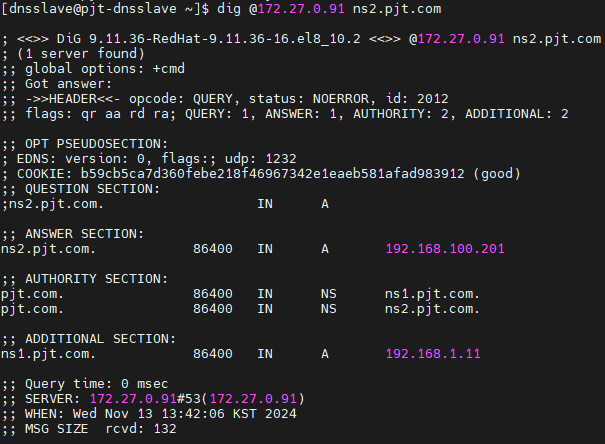 [dnsslave@pjt-dnsslave ~]$ dig @172.27.0.91 ns2.pjt.com
; <<>> DiG 9.11.36-RedHat-9.11.36-16.el8_10.2 <<>> @172.27.0.91 ns2.pjt.com
; (1 server found)
;; global options: +cmd
;; Got answer:
;; ->>HEADER<<- opcode: QUERY, status: NOERROR, id: 2012
;; flags: qr aa rd ra; QUERY: 1, ANSWER: 1, AUTHORITY: 2, ADDITIONAL: 2
;; OPT PSEUDOSECTION:
; EDNS: version: 0, flags:; udp: 1232
; COOKIE: b59cb5ca7d360febe218f46967342e1eaeb581afad983912 (good)
;; QUESTION SECTION:
;ns2.pjt.com. IN A
;; ANSWER SECTION:
ns2.pjt.com. 86400 IN A 192.168.100.201
;; AUTHORITY SECTION:
pjt.com. 86400 IN NS ns1.pjt.com.
pjt.com. 86400 IN NS ns2.pjt.com.
;; ADDITIONAL SECTION:
ns1.pjt.com. 86400 IN A 192.168.1.11
;; Query time: 0 msec
;; SERVER: 172.27.0.91#53(172.27.0.91)
;; WHEN: Wed Nov 13 13:42:06 KST 2024
;; MSG SIZE rcvd: 132